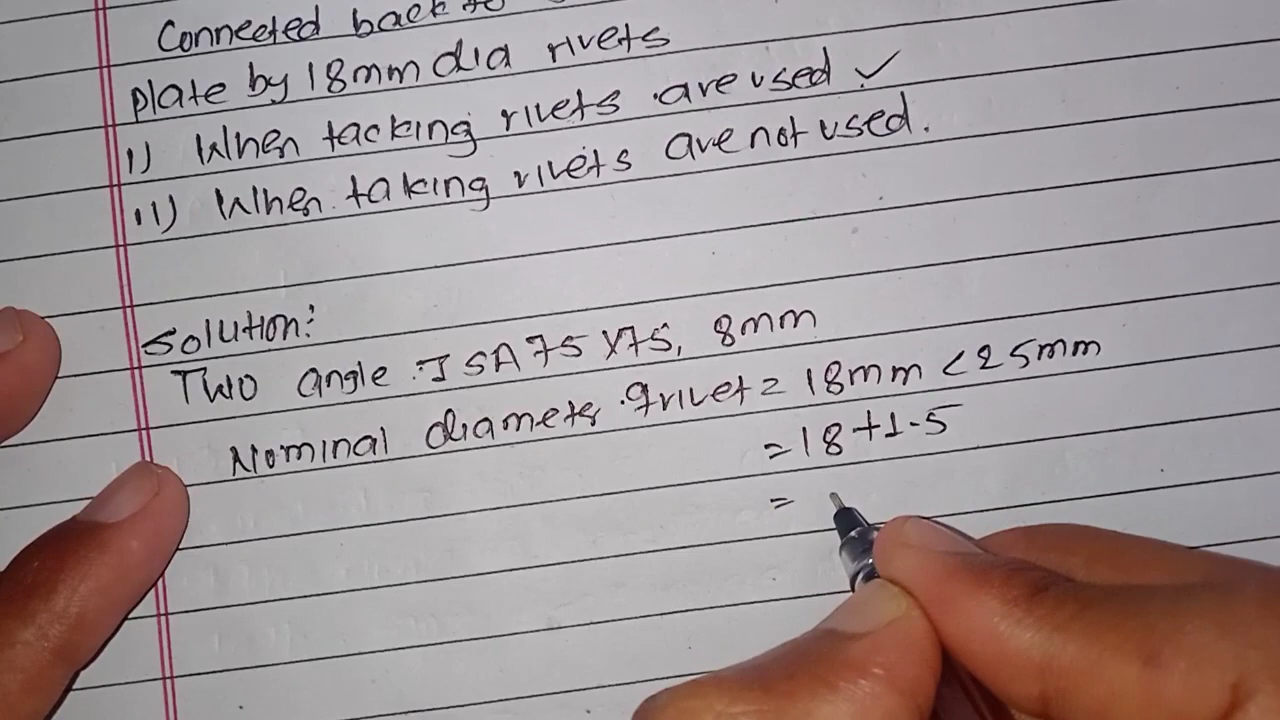 Connected back to
plate by 18mm dia rivets
i) When tacking rivets are used ✓
ii) When taking rivets are not used.
Solution:
Two angle ISA 75 X75, 8mm
Nominal diameter of rivet = 18mm < 25mm
= 18+1.5
=